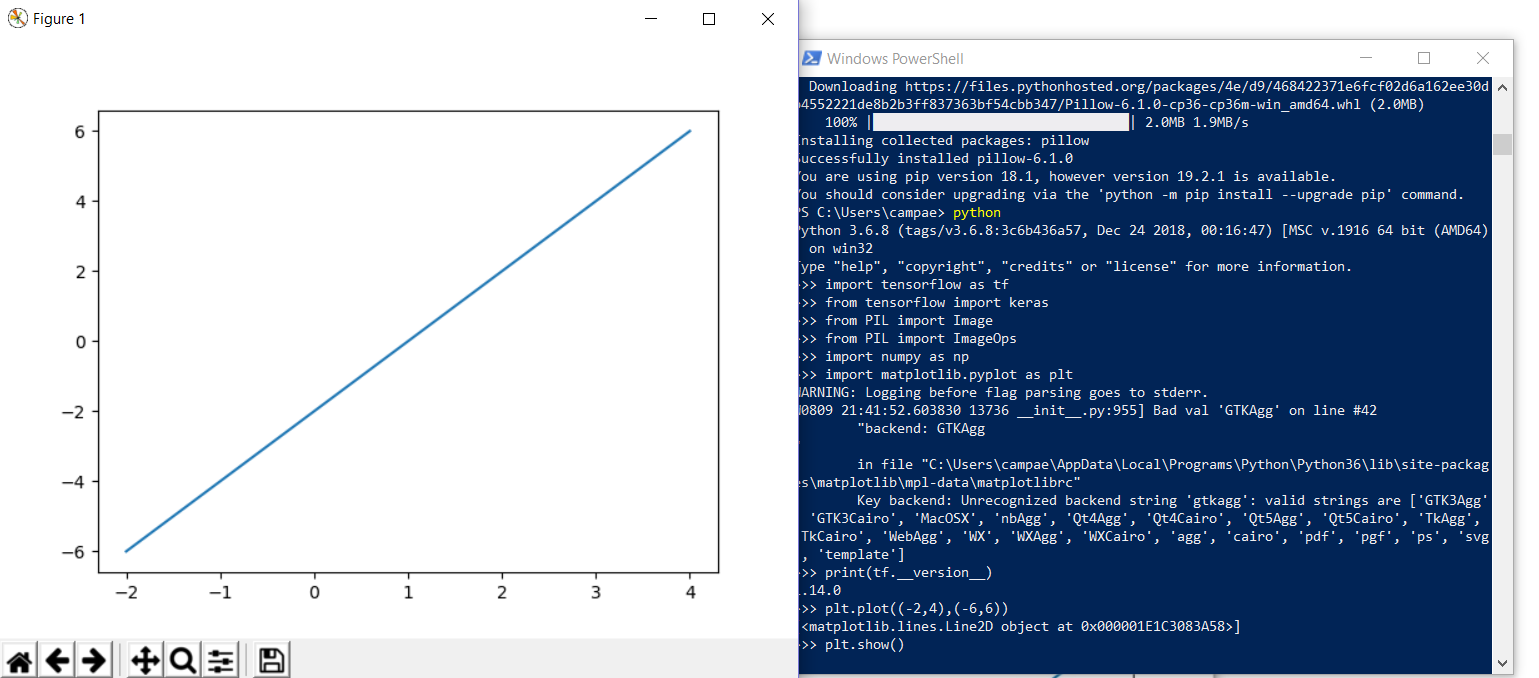 Figure 1
6
4
2
0
−2
−4
−6
−2 −1 0 1 2 3 4
Windows PowerShell
Downloading https://files.pythonhosted.org/packages/4e/d9/468422371e6fcf02d6a162ee30d
4552221de8b2b3ff837363bf54cbb347/Pillow-6.1.0-cp36-cp36m-win_amd64.whl (2.0MB)
100% | | 2.0MB 1.9MB/s
nstalling collected packages: pillow
uccessfully installed pillow-6.1.0
ou are using pip version 18.1, however version 19.2.1 is available.
ou should consider upgrading via the 'python -m pip install --upgrade pip' command.
PS C:\Users\campae> python
ython 3.6.8 (tags/v3.6.8:3c6b436a57, Dec 24 2018, 00:16:47) [MSC v.1916 64 bit (AMD64)
on win32
ype "help", "copyright", "credits" or "license" for more information.
>> import tensorflow as tf
>> from tensorflow import keras
>> from PIL import Image
>> from PIL import ImageOps
>> import numpy as np
>> import matplotlib.pyplot as plt
WARNING: Logging before flag parsing goes to stderr.
W0809 21:41:52.603830 13736 __init__.py:955] Bad val 'GTKAgg' on line #42
"backend: GTKAgg
in file "C:\Users\campae\AppData\Local\Programs\Python\Python36\lib\site-packag
es\matplotlib\mpl-data\matplotlibrc"
Key backend: Unrecognized backend string 'gtkagg': valid strings are ['GTK3Agg'
'GTK3Cairo', 'MacOSX', 'nbAgg', 'Qt4Agg', 'Qt4Cairo', 'Qt5Agg', 'Qt5Cairo', 'TkAgg',
TkCairo', 'WebAgg', 'WX', 'WXAgg', 'WXCairo', 'agg', 'cairo', 'pdf', 'pgf', 'ps', 'svg
, 'template']
>> print(tf.__version__)
.14.0
>> plt.plot((-2,4),(-6,6))
<matplotlib.lines.Line2D object at 0x000001E1C3083A58>]
>> plt.show()